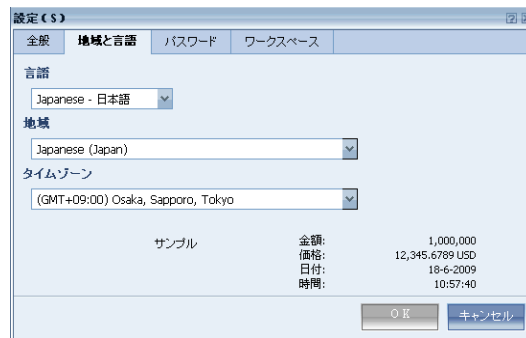 設定(S)
全般 地域と言語 パスワード ワークスペース
言語
Japanese - 日本語
地域
Japanese (Japan)
タイムゾーン
(GMT+09:00) Osaka, Sapporo, Tokyo
サンプル 金額: 1,000,000
価格: 12,345.6789 USD
日付: 18-6-2009
時間: 10:57:40
OK キャンセル